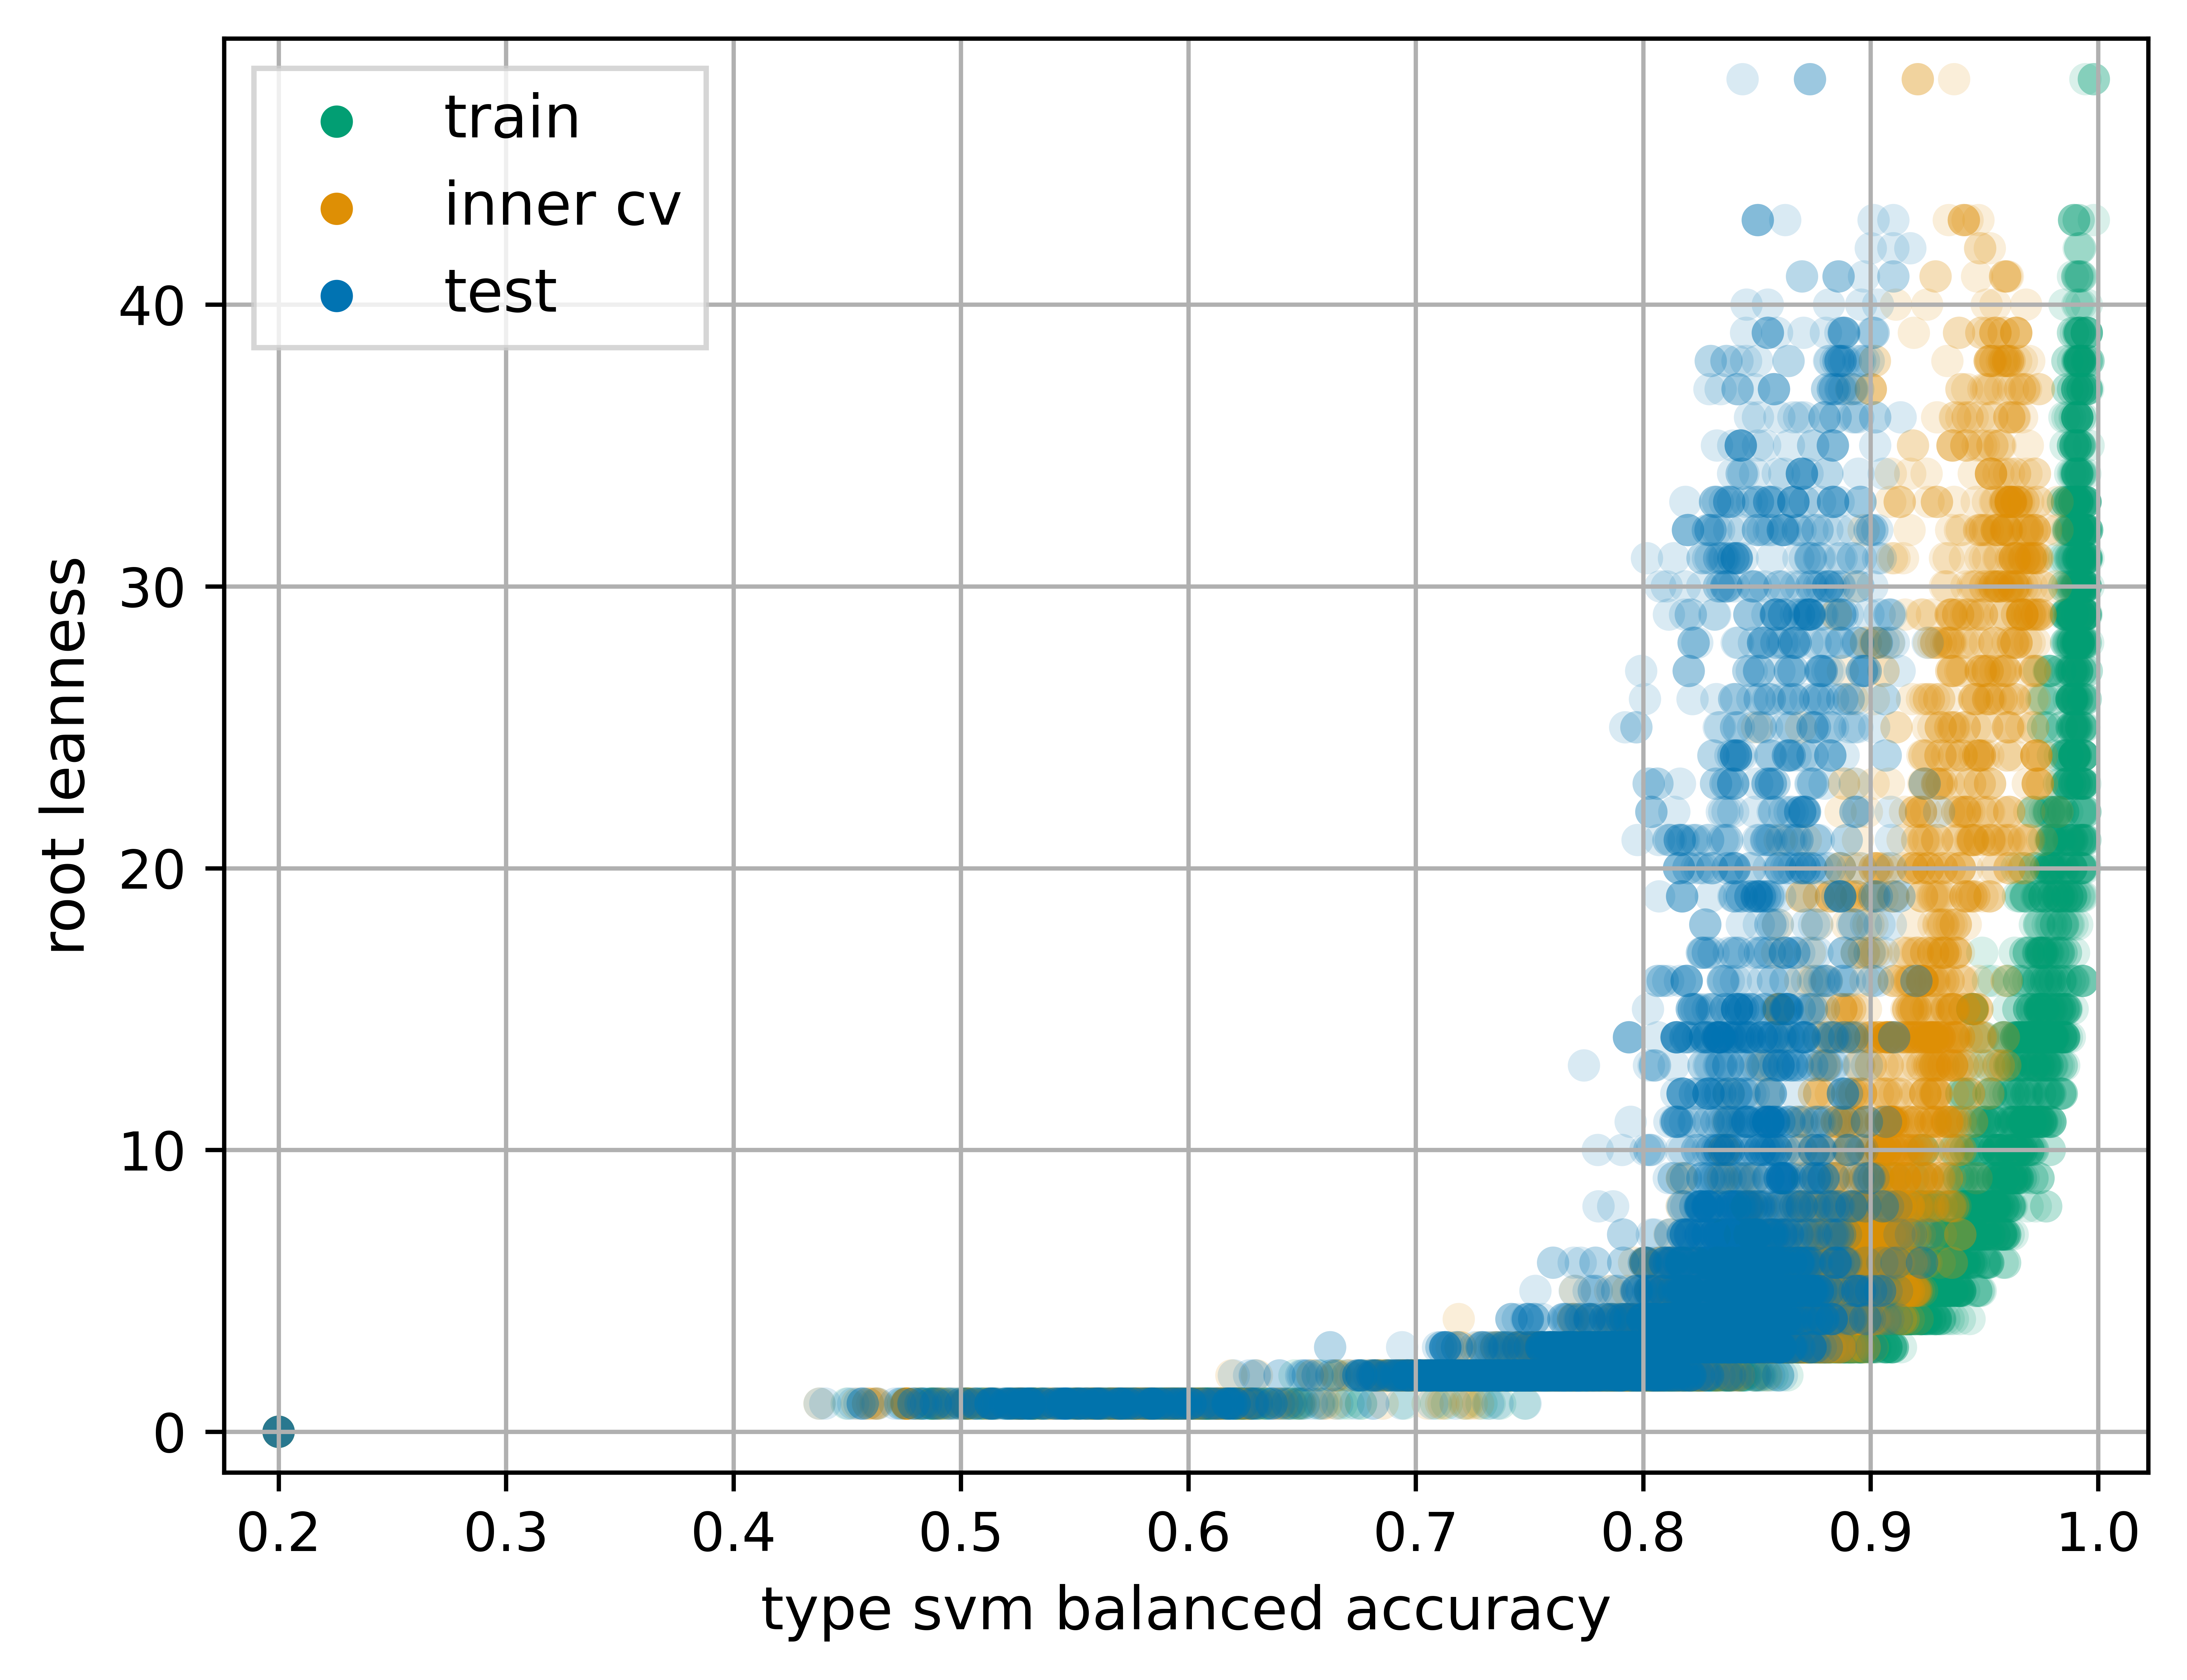 train
inner cv
test
root leanness
40
30
20
10
0
0.2 0.3 0.4 0.5 0.6 0.7 0.8 0.9 1.0
type svm balanced accuracy